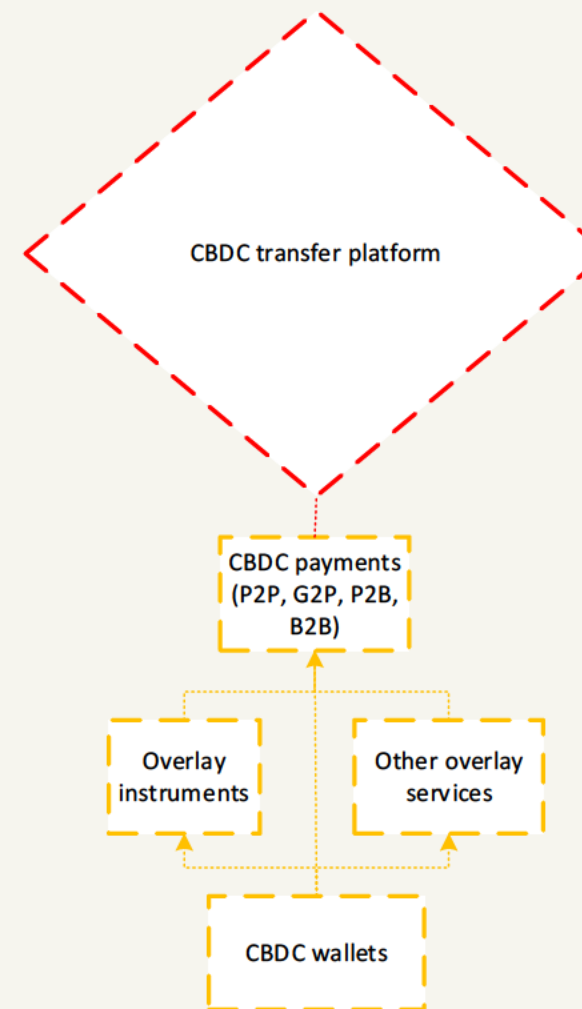 CBDC transfer platform
CBDC payments
(P2P, G2P, P2B,
B2B)
Overlay
instruments
Other overlay
services
CBDC wallets